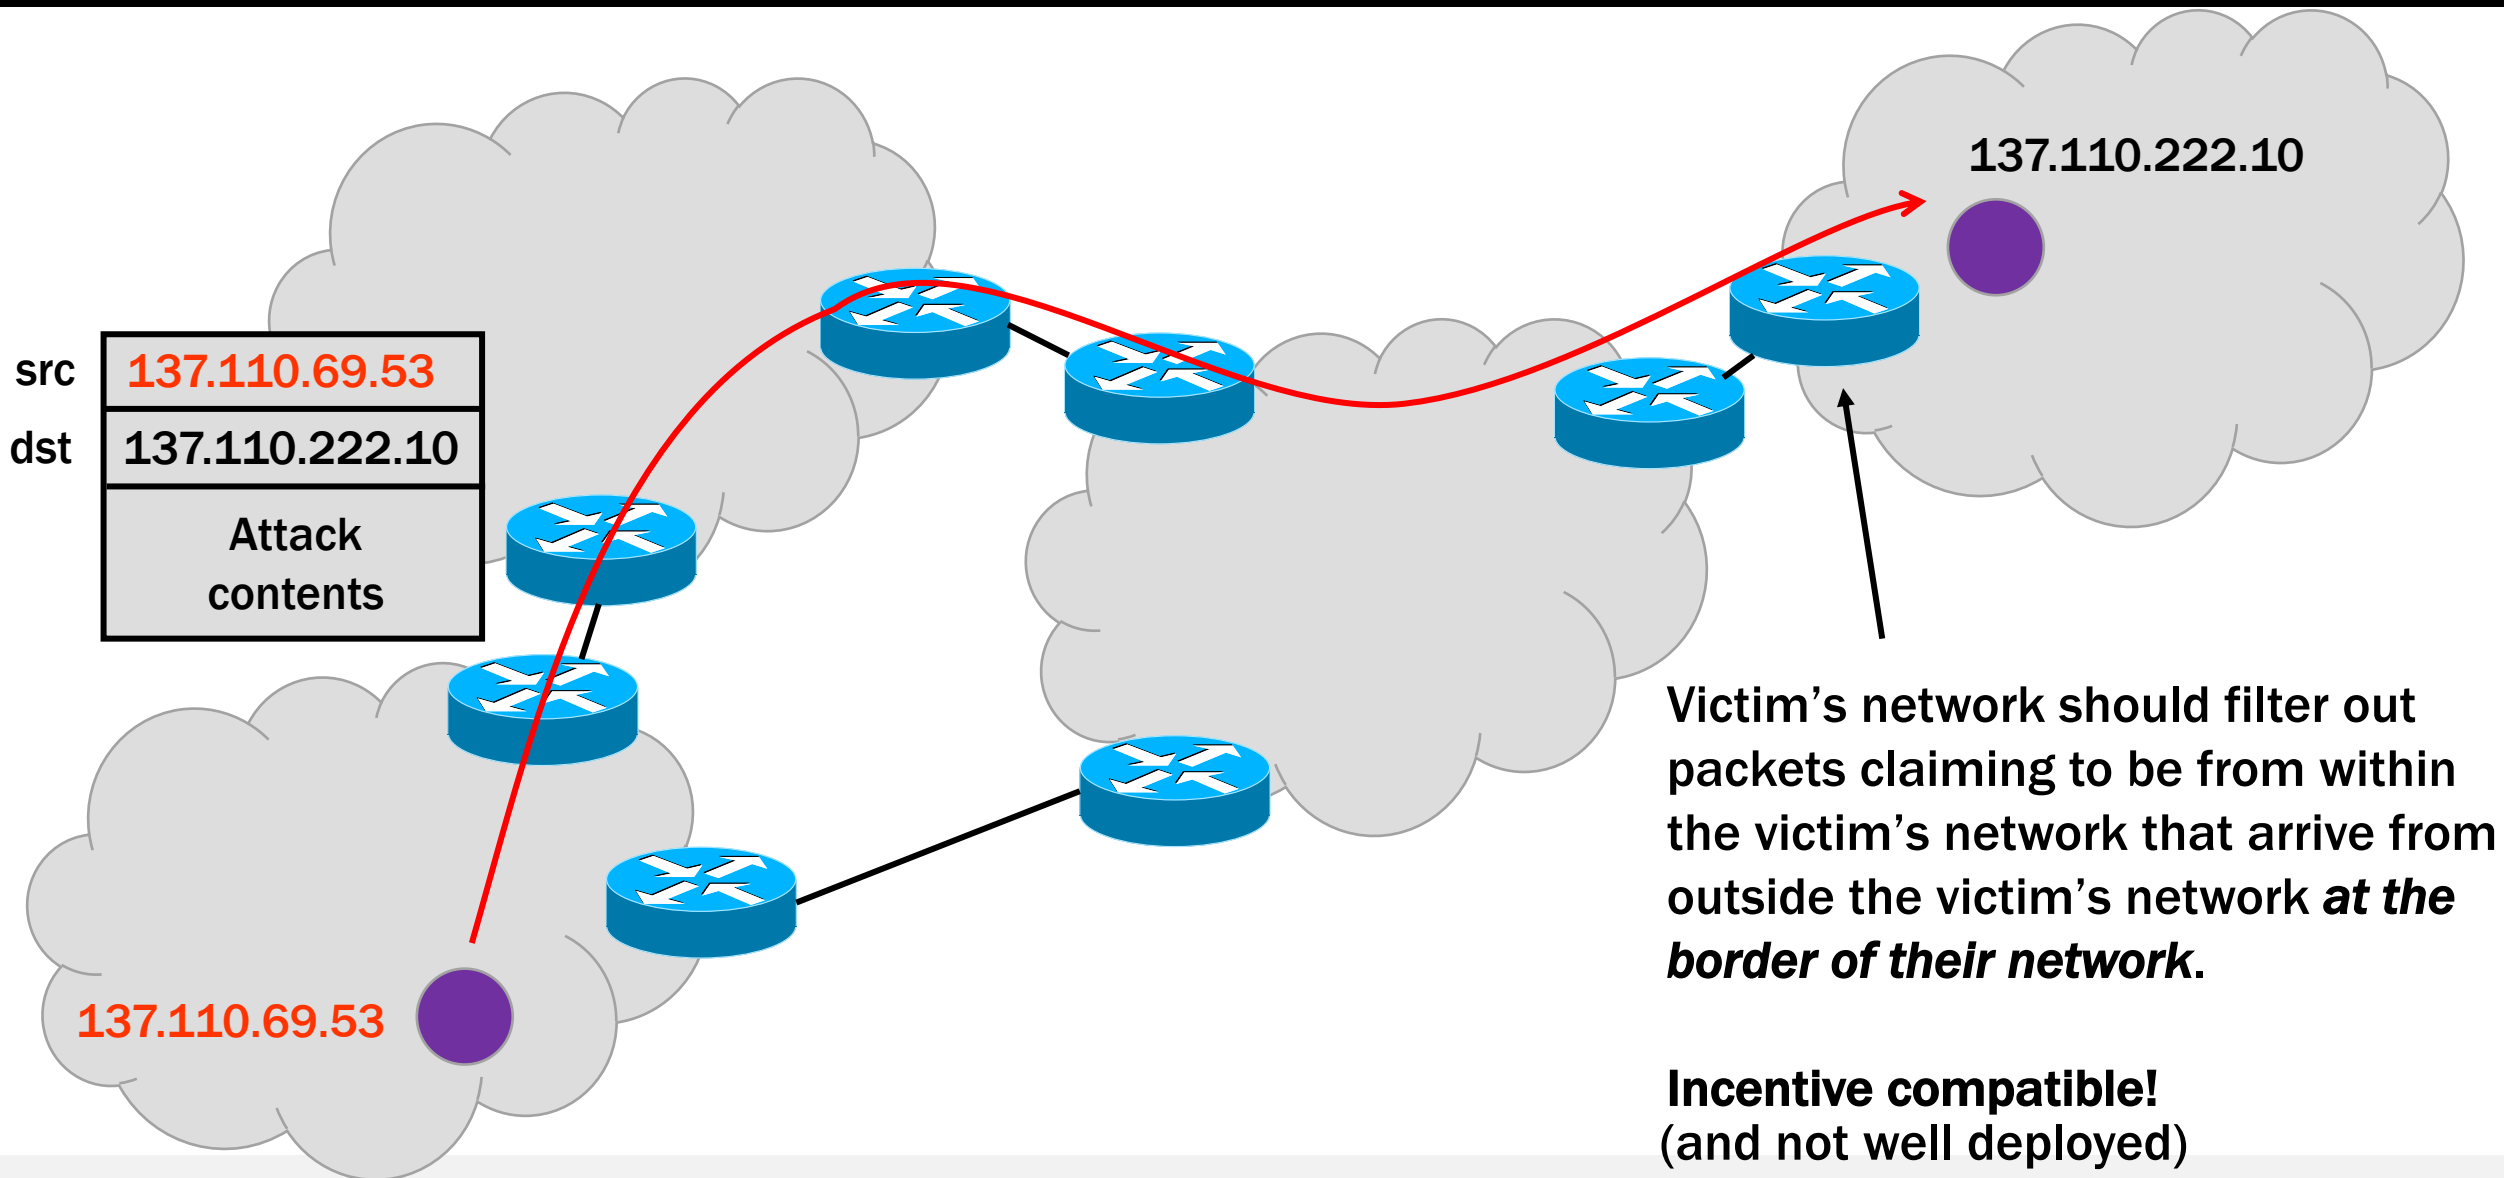 137.110.222.10
src 137.110.69.53
dst 137.110.222.10
Attack
contents
137.110.69.53
Victim’s network should filter out
packets claiming to be from within
the victim’s network that arrive from
outside the victim’s network at the
border of their network.
Incentive compatible!
(and not well deployed)